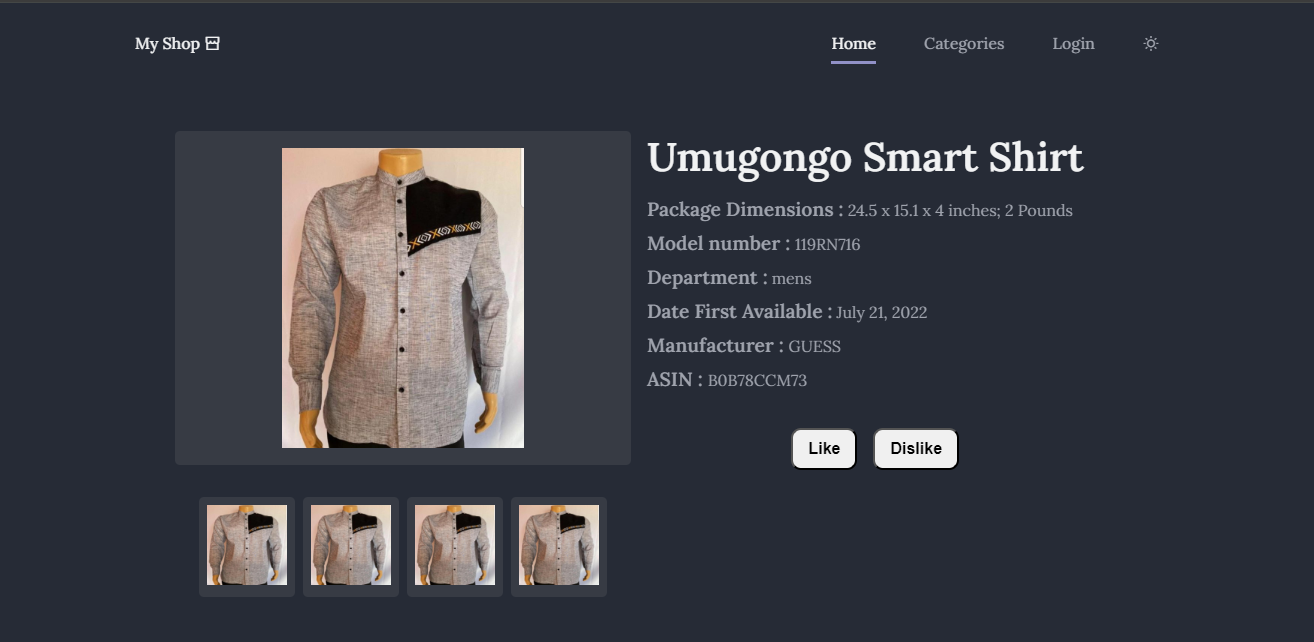 My Shop
Home
Categories
Login
Umugongo Smart Shirt
Package Dimensions : 24.5 x 15.1 x 4 inches; 2 Pounds
Model number : 119RN716
Department : mens
Date First Available : July 21, 2022
Manufacturer : GUESS
ASIN : B0B78CCM73
Like
Dislike